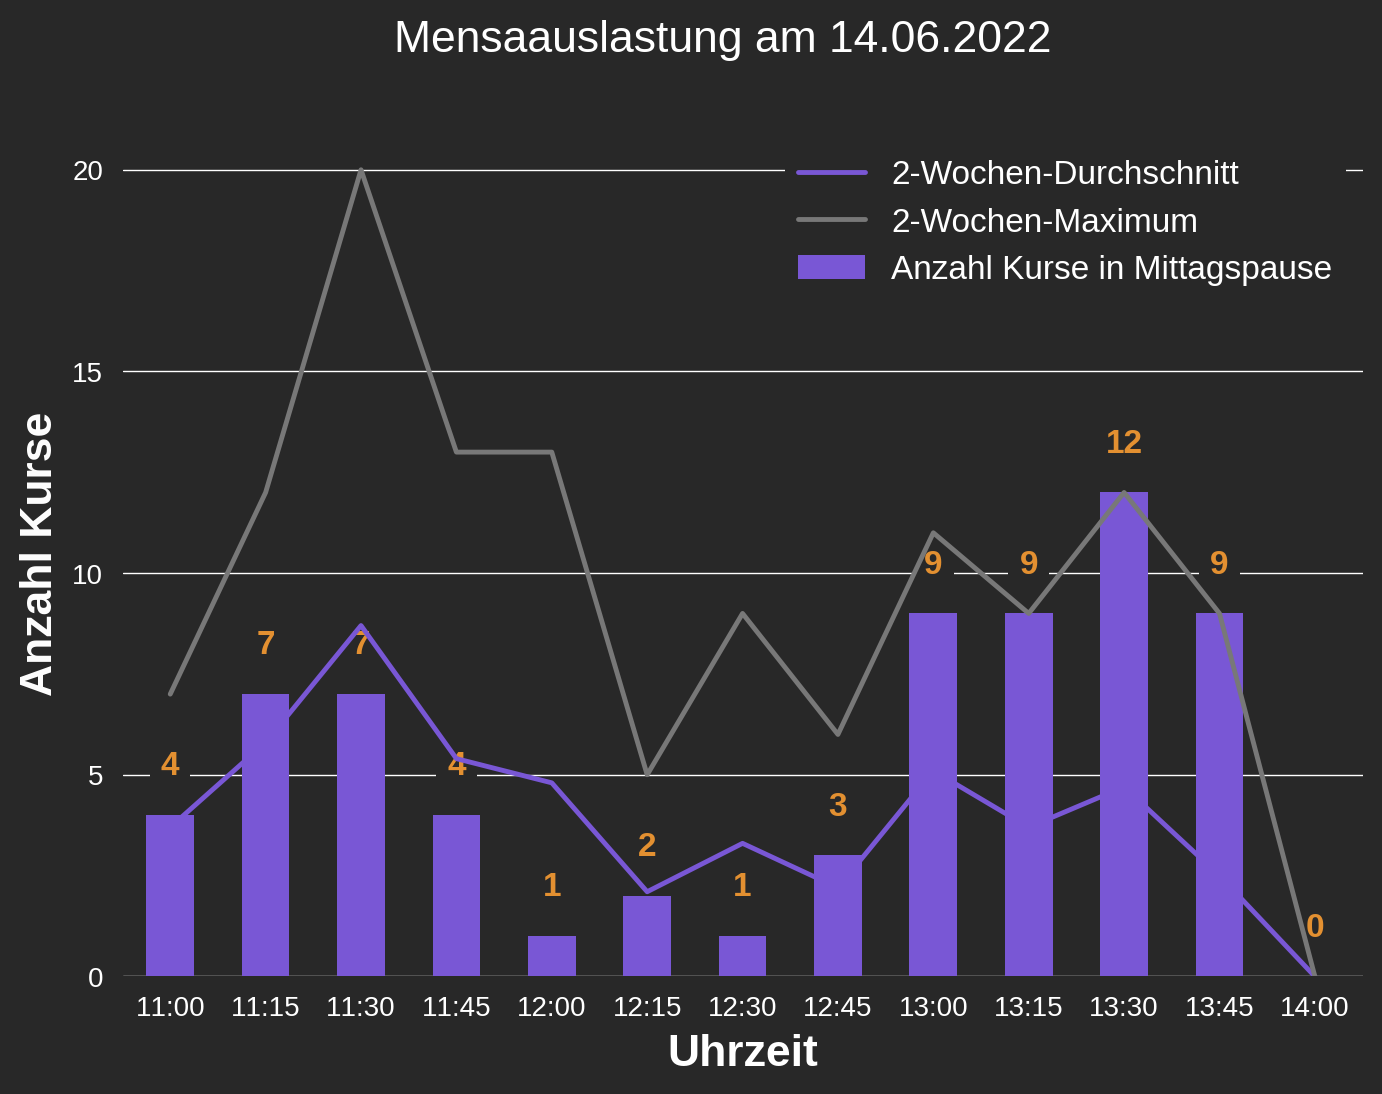 Mensaauslastung am 14.06.2022
2-Wochen-Durchschnitt
2-Wochen-Maximum
Anzahl Kurse in Mittagspause
Anzahl Kurse
20
15
10
5
0
4
7
7
4
1
2
1
3
9
9
12
9
0
11:00 11:15 11:30 11:45 12:00 12:15 12:30 12:45 13:00 13:15 13:30 13:45 14:00
Uhrzeit